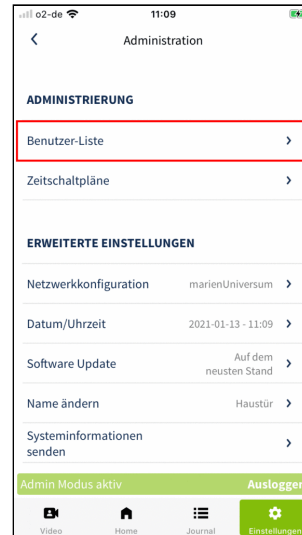 o2-de 11:09
Administration
ADMINISTRIERUNG
Benutzer-Liste
Zeitschaltpläne
ERWEITERTE EINSTELLUNGEN
Netzwerkkonfiguration marienUniversum
Datum/Uhrzeit 2021-01-13 - 11:09
Software Update Auf dem
neusten Stand
Name ändern Haustür
Systeminformationen
senden
Admin Modus aktiv Ausloggen
Video Home Journal Einstellungen